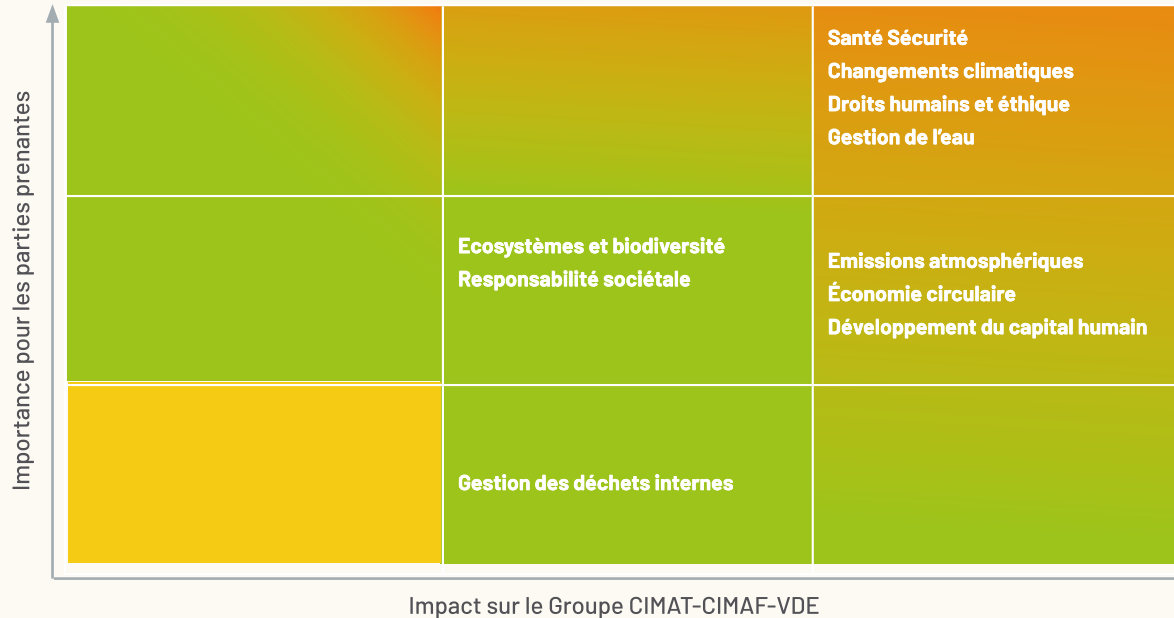 Importance pour les parties prenantes
Santé Sécurité
Changements climatiques
Droits humains et éthique
Gestion de l'eau
Ecosystèmes et biodiversité
Responsabilité sociétale
Emissions atmosphériques
Économie circulaire
Développement du capital humain
Gestion des déchets internes
Impact sur le Groupe CIMAT-CIMAF-VDE